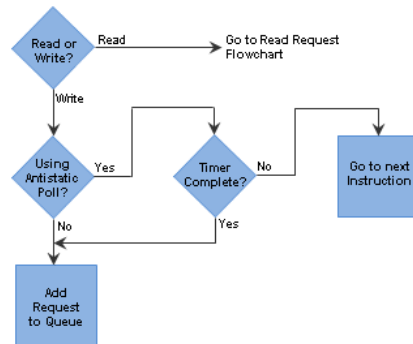 Read or
Write?
Read
Go to Read Request
Flowchart
Write
Using
Antistatic
Poll?
Yes
Timer
Complete?
No
Go to next
Instruction
No
Yes
Add
Request
to Queue